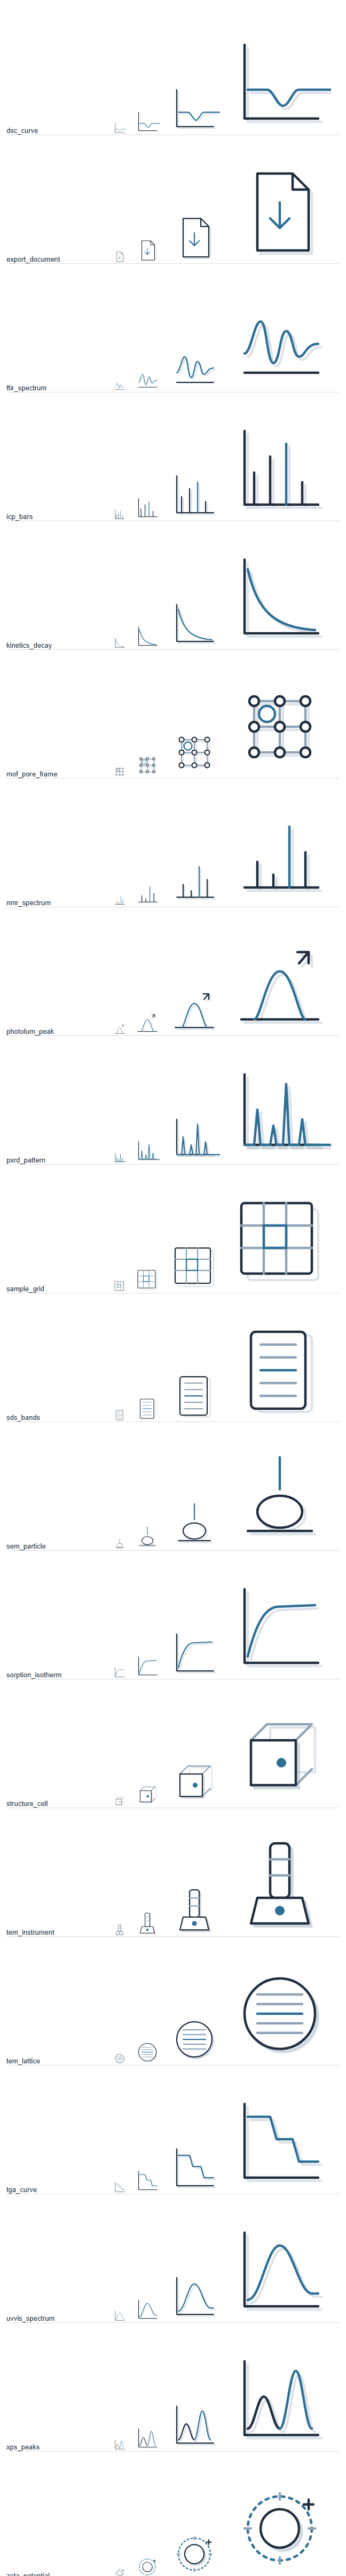 dsc_curve
export_document
ftir_spectrum
icp_bars
kinetics_decay
mof_pore_frame
nmr_spectrum
photolum_peak
pxrd_pattern
sample_grid
sds_bands
sem_particle
sorption_isotherm
structure_cell
tem_instrument
tem_lattice
tga_curve
uvvis_spectrum
xps_peaks
zeta_potential